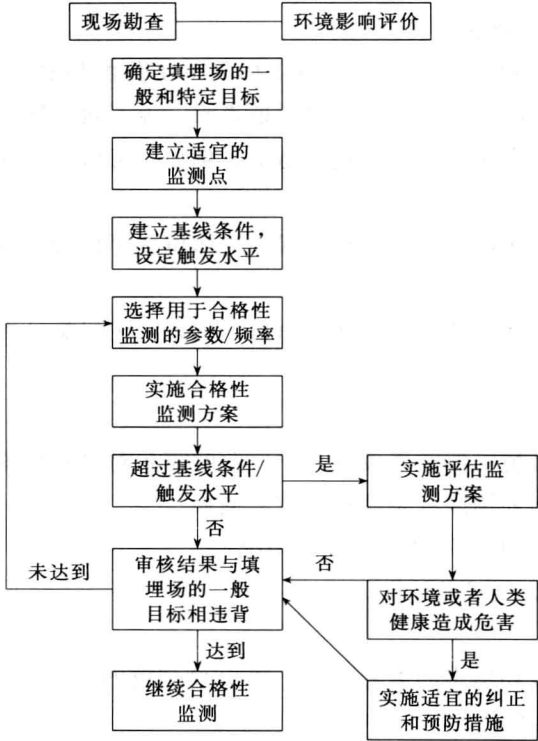 现场勘查
环境影响评价
确定填埋场的一
般和特定目标
建立适宜的
监测点
建立基线条件，
设定触发水平
选择用于合格性
监测的参数/频率
实施合格性
监测方案
超过基线条件/
触发水平
是
实施评估监
测方案
否
未达到
审核结果与填
埋场的一般
目标相违背
否
对环境或者人类
健康造成危害
达到
是
继续合格性
监测
实施适宜的纠正
和预防措施